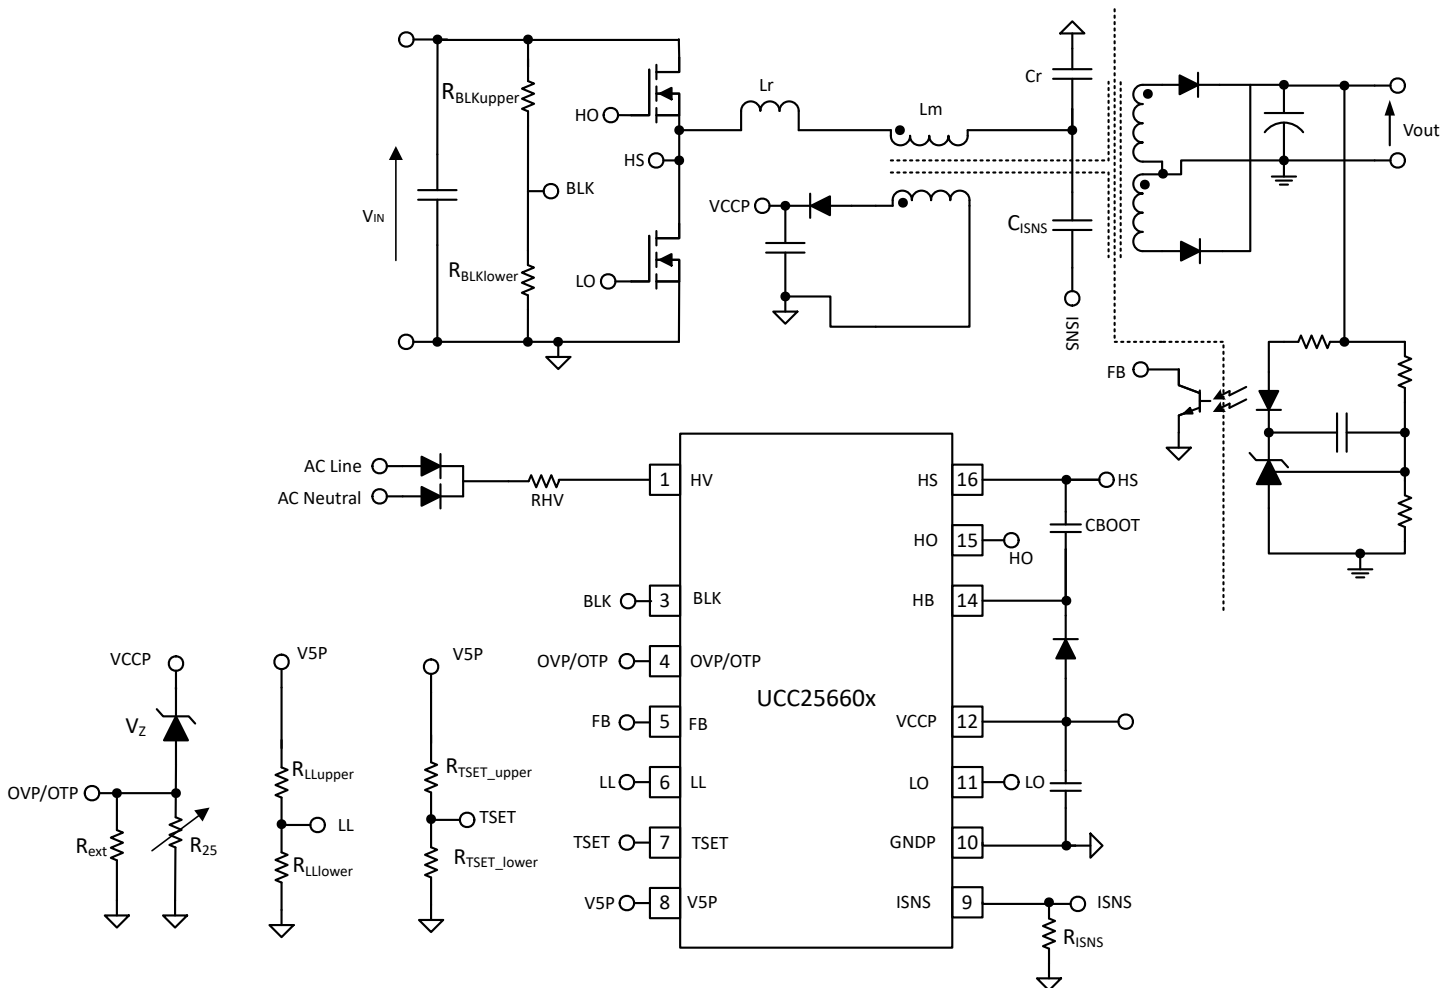 Lr
Lm
Cr
RBLKupper
HO
HS
BLK
VIN
RBLKlower
LO
VCCP
CISNS
ISNS
Vout
FB
AC Line
AC Neutral
RHV
1 HV
3 BLK
BLK
4 OVP/OTP
OVP/OTP
5 FB
FB
6 LL
LL
7 TSET
TSET
8 V5P
V5P
UCC25660x
HS 16
HS
CBOOT
HO 15
HO
HB 14
VCCP 12
LO 11
LO
GNDP 10
ISNS 9
ISNS
RISNS
VCCP
VZ
OVP/OTP
Rext
R25
V5P
RLLupper
LL
RLLlower
V5P
RTSET_upper
TSET
RTSET_lower